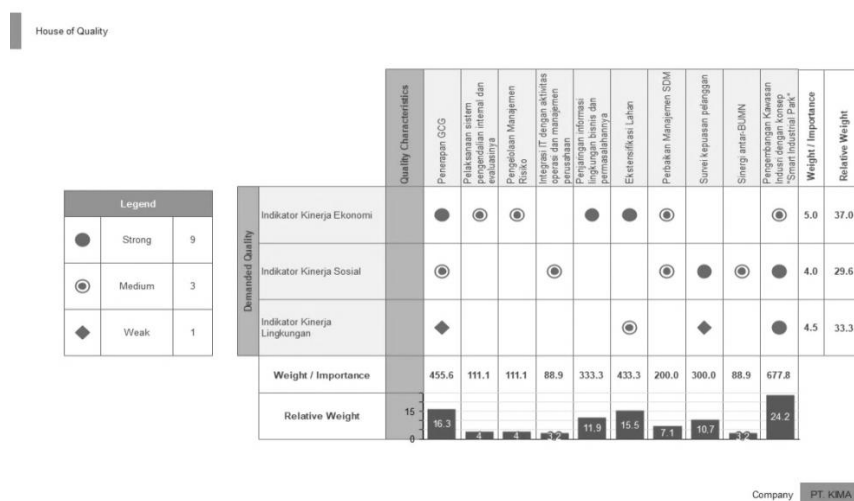 House of Quality
Quality Characteristics
Penerapan GCG
Pelaksanaan sistem
pengendalian internal dan
evaluasinya
Pengelolaan Manajemen
Risiko
Integrasi IT dengan aktivitas
operasi dan manajemen
perusahaan
Penjaringan informasi
lingkungan bisnis dan
permasalahannya
Ekstensifikasi Lahan
Perbaikan Manajemen SDM
Survei kepuasan pelanggan
Sinergi antar-BUMN
Pengembangan Kawasan
Indusri dengan konsep
"Smart Industrial Park"
Weight / Importance
Relative Weight
Legend
Strong 9
Medium 3
Weak 1
Demanded Quality
Indikator Kinerja Ekonomi 5.0 37.0
Indikator Kinerja Sosial 4.0 29.6
Indikator Kinerja
Lingkungan 4.5 33.3
Weight / Importance 455.6 111.1 111.1 88.9 333.3 433.3 200.0 300.0 88.9 677.8
Relative Weight
15
0
16.3 4 4 3.2 11.9 15.5 7.1 10.7 3.2 24.2
Company PT. KIMA